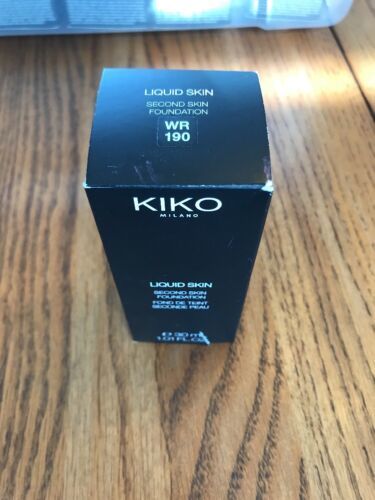 LIQUID SKIN
SECOND SKIN
FOUNDATION
WR
190
KIKO
MILANO
LIQUID SKIN
SECOND SKIN
FOUNDATION
FOND DE TEINT
SECONDE PEAU
℮ 30 m
1.01 FL.OZ